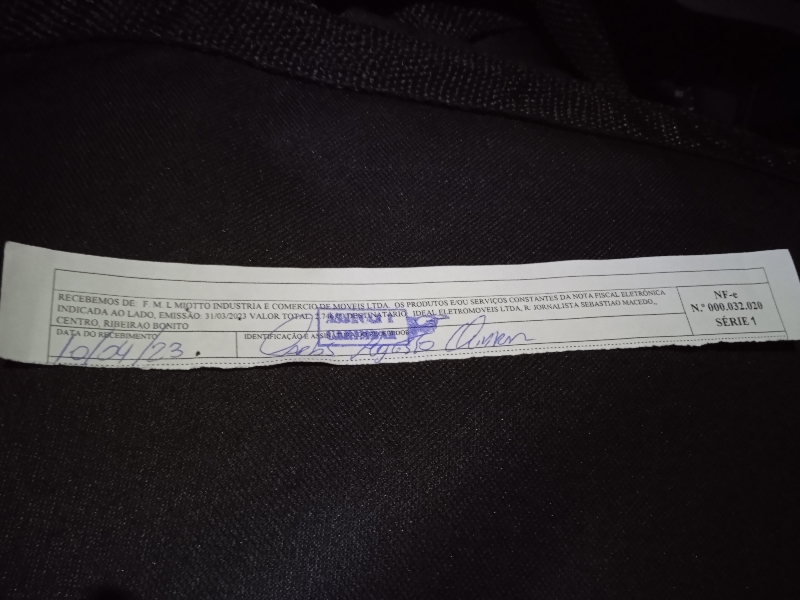 RECEBEMOS DE: F. M. L MIOTTO INDUSTRIA E COMERCIO DE MOVEIS LTDA. OS PRODUTOS E/OU SERVIÇOS CONSTANTES DA NOTA FISCAL ELETRÔNICA
INDICADA AO LADO, EMISSÃO: 31/03/2023 VALOR TOTAL: DESTINATÁRIO: IDEAL ELETROMOVEIS LTDA, R. JORNALISTA SEBASTIAO MACEDO,,
CENTRO, RIBEIRAO BONITO
NF-e
N.º 000.032.020
SÉRIE 1
DATA DO RECEBIMENTO
10/04/23
IDENTIFICAÇÃO E